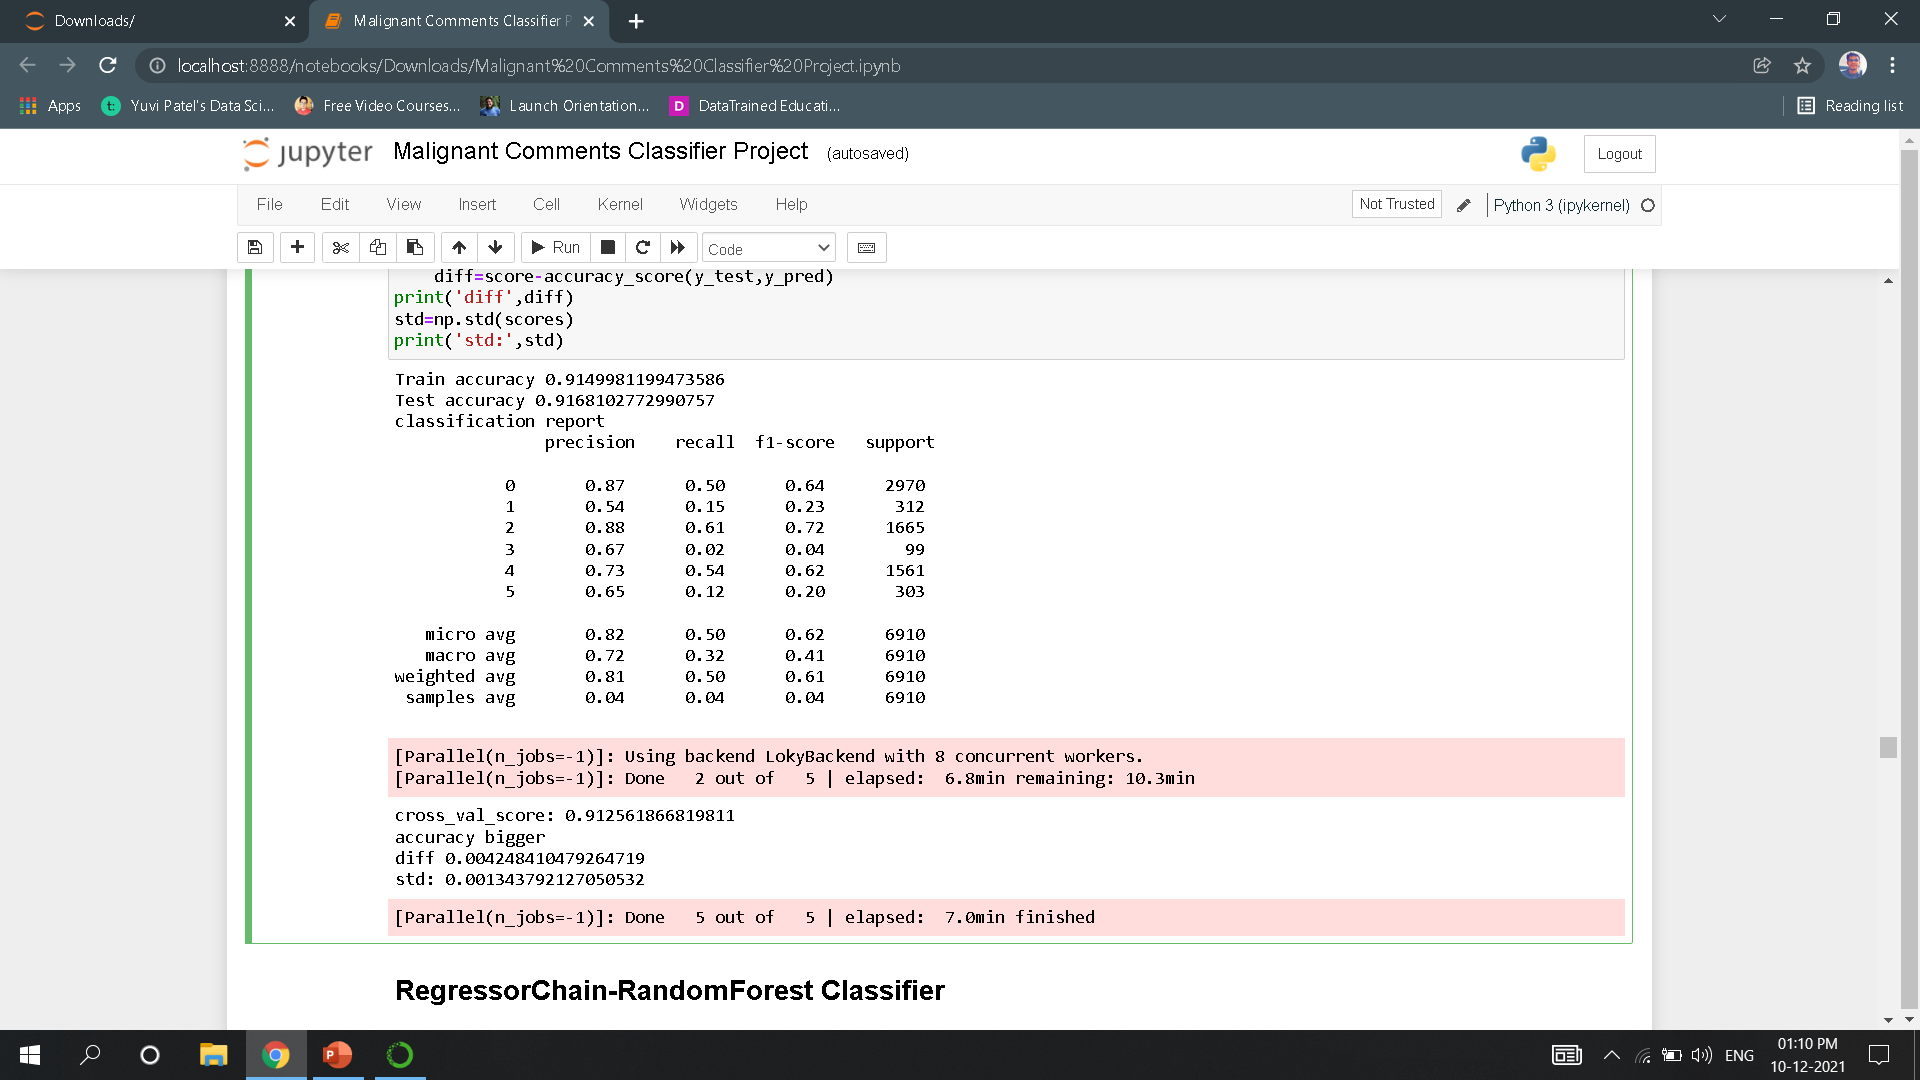 Downloads/
Malignant Comments Classifier P
localhost:8888/notebooks/Downloads/Malignant%20Comments%20Classifier%20Project.ipynb
Apps
t:
Yuvi Patel's Data Sci...
Free Video Courses...
Launch Orientation...
D
DataTrained Educati...
Reading list
jupyter
Malignant Comments Classifier Project
(autosaved)
Logout
File Edit View Insert Cell Kernel Widgets Help
Not Trusted
Python 3 (ipykernel)
Run
Code
diff=score-accuracy_score(y_test,y_pred)
print('diff',diff)
std=np.std(scores)
print('std:',std)
Train accuracy 0.9149981199473586
Test accuracy 0.9168102772990757
classification report
precision recall f1-score support
0 0.87 0.50 0.64 2970
1 0.54 0.15 0.23 312
2 0.88 0.61 0.72 1665
3 0.67 0.02 0.04 99
4 0.73 0.54 0.62 1561
5 0.65 0.12 0.20 303
micro avg 0.82 0.50 0.62 6910
macro avg 0.72 0.32 0.41 6910
weighted avg 0.81 0.50 0.61 6910
samples avg 0.04 0.04 0.04 6910
[Parallel(n_jobs=-1)]: Using backend LokyBackend with 8 concurrent workers.
[Parallel(n_jobs=-1)]: Done 2 out of 5 | elapsed: 6.8min remaining: 10.3min
cross_val_score: 0.912561866819811
accuracy bigger
diff 0.004248410479264719
std: 0.001343792127050532
[Parallel(n_jobs=-1)]: Done 5 out of 5 | elapsed: 7.0min finished
RegressorChain-RandomForest Classifier
P
ENG
01:10 PM
10-12-2021